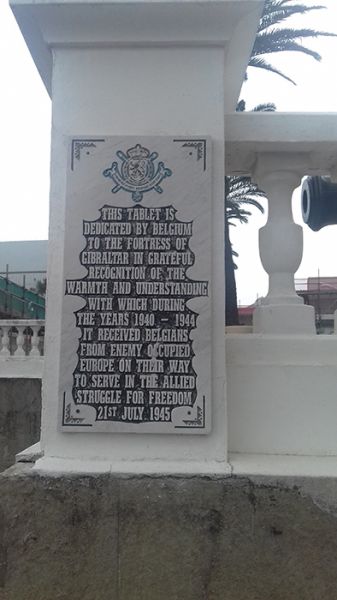 THIS TABLET IS
DEDICATED BY BELGIUM
TO THE FORTRESS OF
GIBRALTAR IN GRATEFUL
RECOGNITION OF THE
WARMTH AND UNDERSTANDING
WITH WHICH DURING
THE YEARS 1940 – 1944
IT RECEIVED BELGIANS
FROM ENEMY OCCUPIED
EUROPE ON THEIR WAY
TO SERVE IN THE ALLIED
STRUGGLE FOR FREEDOM
21ST JULY 1945